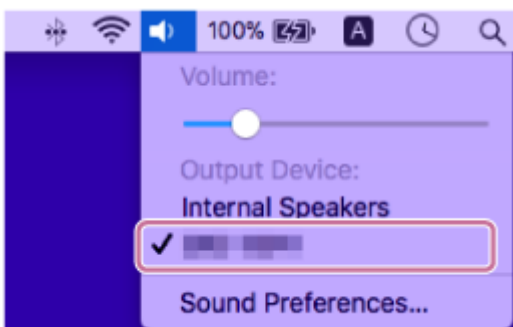 100% A
Volume:
Output Device:
Internal Speakers
Sound Preferences...